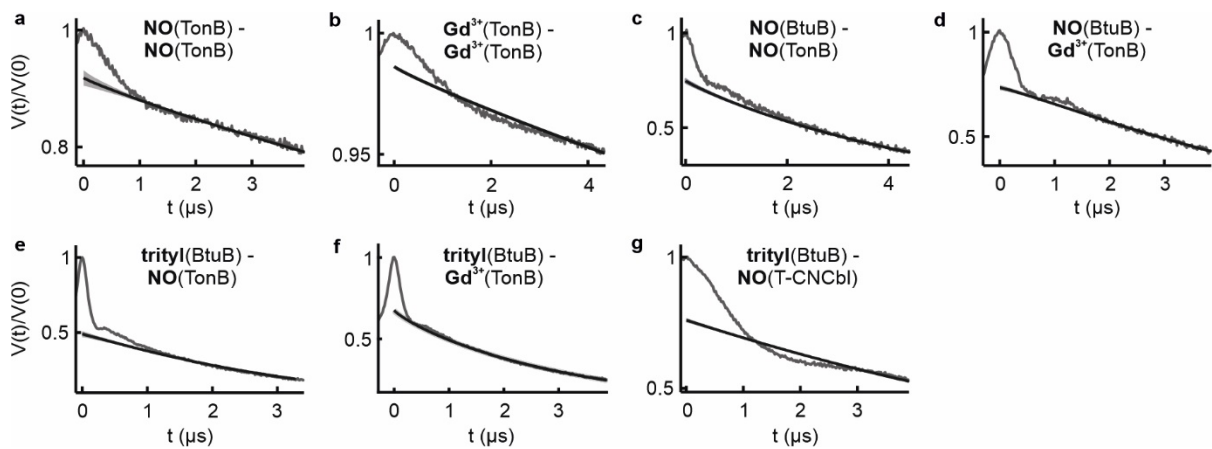 a
NO(TonB) -
NO(TonB)
V(t)/V(0)
1
0.8
0 1 2 3
t (μs)
b
Gd³⁺(TonB) -
Gd³⁺(TonB)
1
0.95
0 2 4
t (μs)
c
NO(BtuB) -
NO(TonB)
1
0.5
0 2 4
t (μs)
d
NO(BtuB) -
Gd³⁺(TonB)
1
0.5
0 1 2 3
t (μs)
e
trityl(BtuB) -
NO(TonB)
V(t)/V(0)
1
0.5
0 1 2 3
t (μs)
f
trityl(BtuB) -
Gd³⁺(TonB)
1
0.5
0 1 2 3
t (μs)
g
trityl(BtuB) -
NO(T-CNCbl)
1
0.5
0 1 2 3
t (μs)